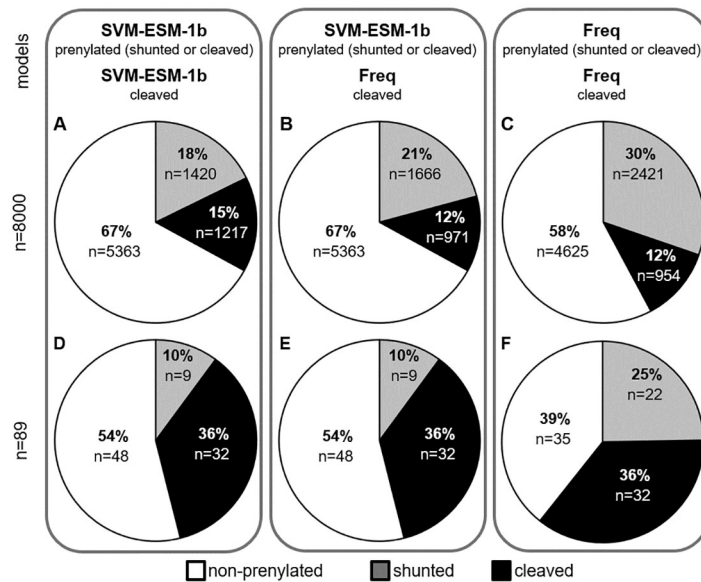 models
SVM-ESM-1b
prenylated (shunted or cleaved)
SVM-ESM-1b
cleaved
SVM-ESM-1b
prenylated (shunted or cleaved)
Freq
cleaved
Freq
prenylated (shunted or cleaved)
Freq
cleaved
n=8000
A
18%
n=1420
15%
n=1217
67%
n=5363
B
21%
n=1666
12%
n=971
67%
n=5363
C
30%
n=2421
12%
n=954
58%
n=4625
n=89
D
10%
n=9
36%
n=32
54%
n=48
E
10%
n=9
36%
n=32
54%
n=48
F
25%
n=22
36%
n=32
39%
n=35
non-prenylated
shunted
cleaved